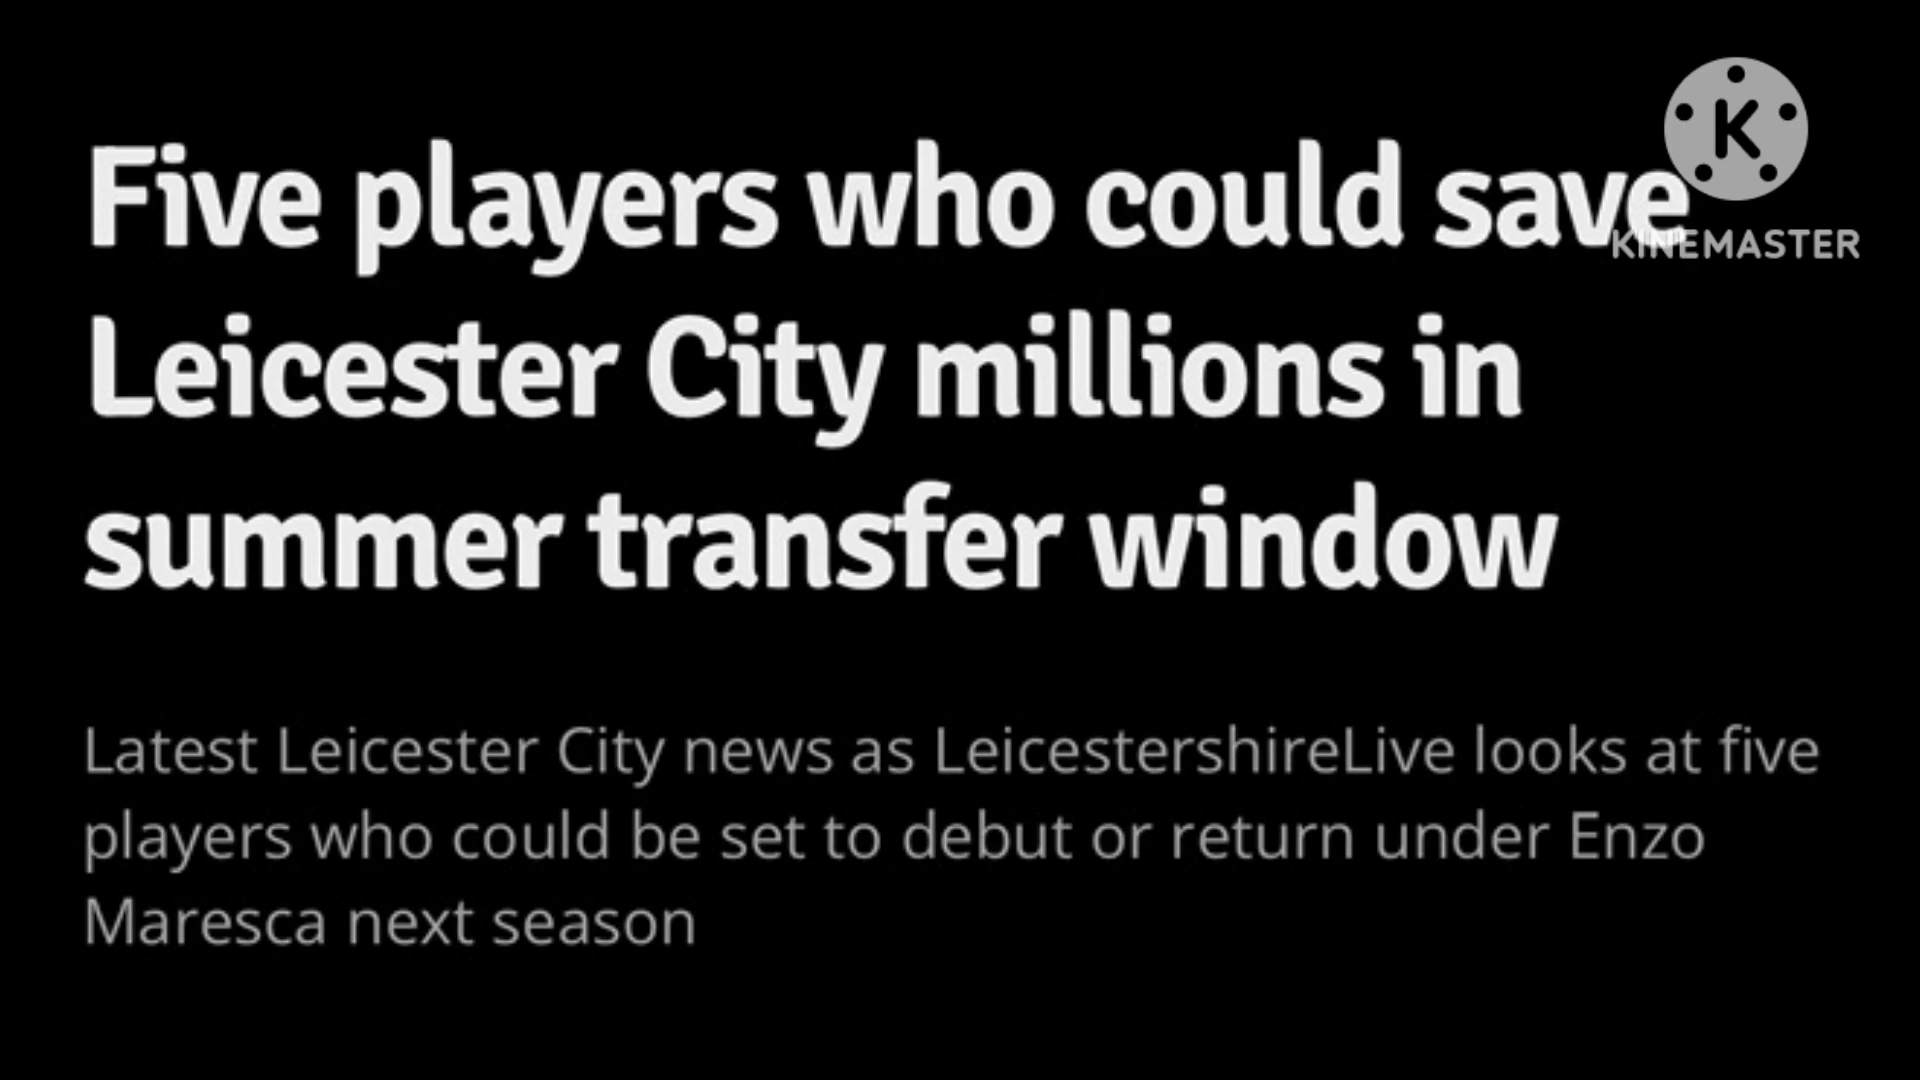 Five players who could save
K
KINEMASTER
Leicester City millions in
summer transfer window
Latest Leicester City news as LeicestershireLive looks at five
players who could be set to debut or return under Enzo
Maresca next season